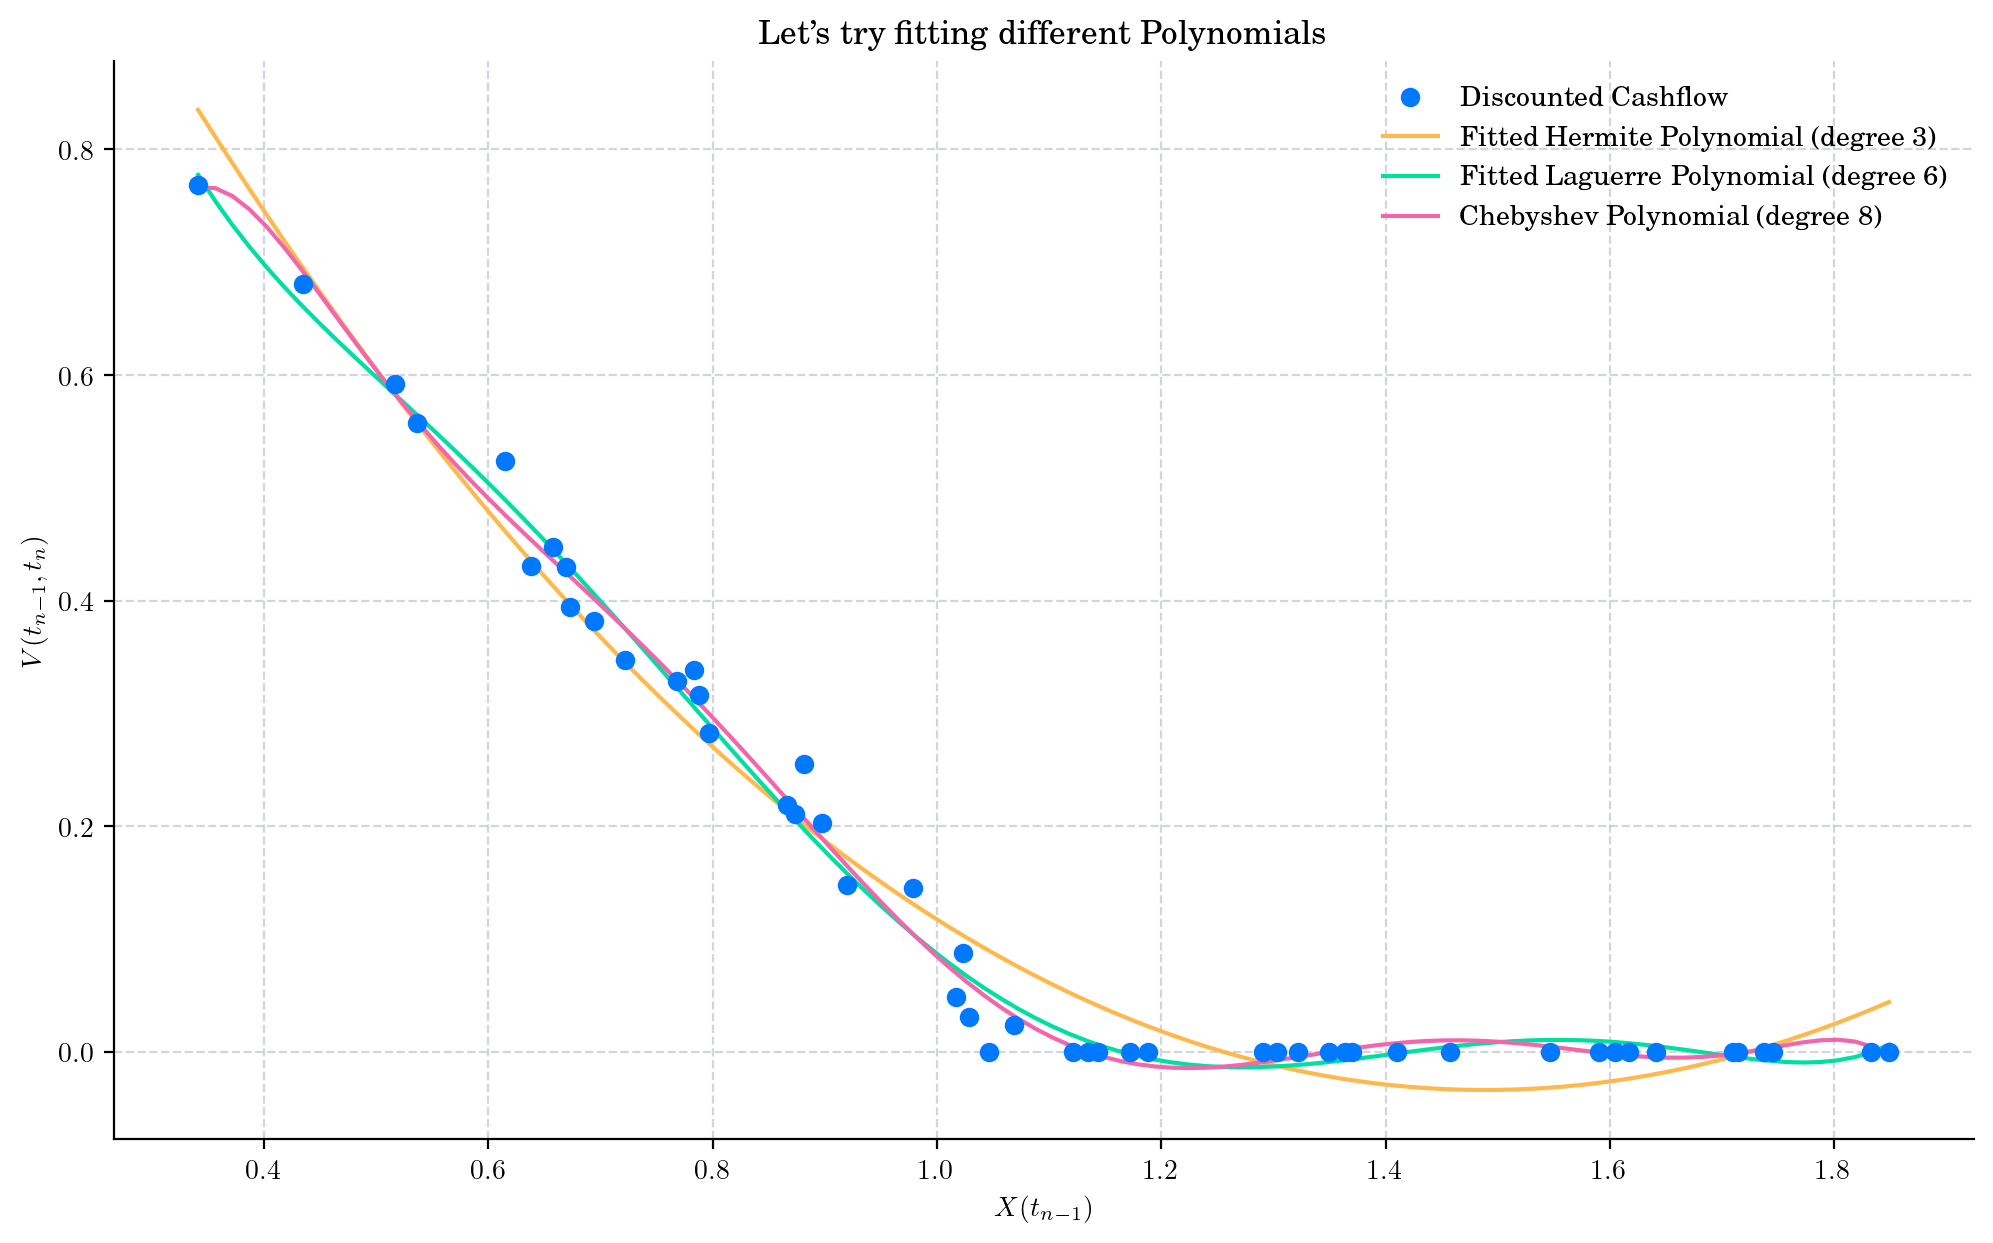 Let's try fitting different Polynomials
Discounted Cashflow
Fitted Hermite Polynomial (degree 3)
Fitted Laguerre Polynomial (degree 6)
Chebyshev Polynomial (degree 8)
0.8
0.6
0.4
0.2
0.0
V(tₙ₋₁, tₙ)
0.4 0.6 0.8 1.0 1.2 1.4 1.6 1.8
X(tₙ₋₁)